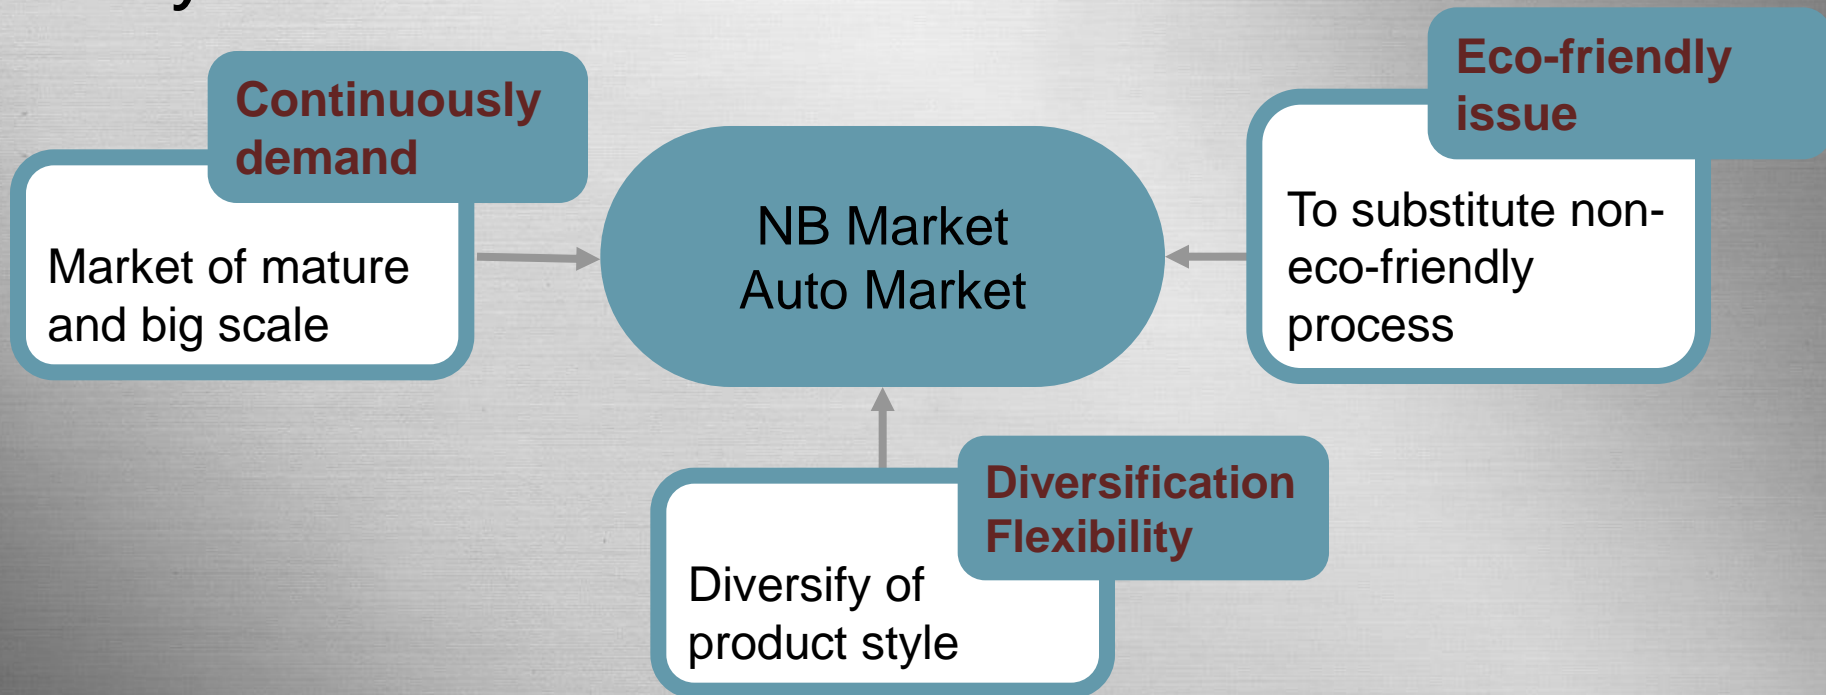 Continuously
demand
Market of mature
and big scale
NB Market
Auto Market
Eco-friendly
issue
To substitute non-
eco-friendly
process
Diversification
Flexibility
Diversify of
product style